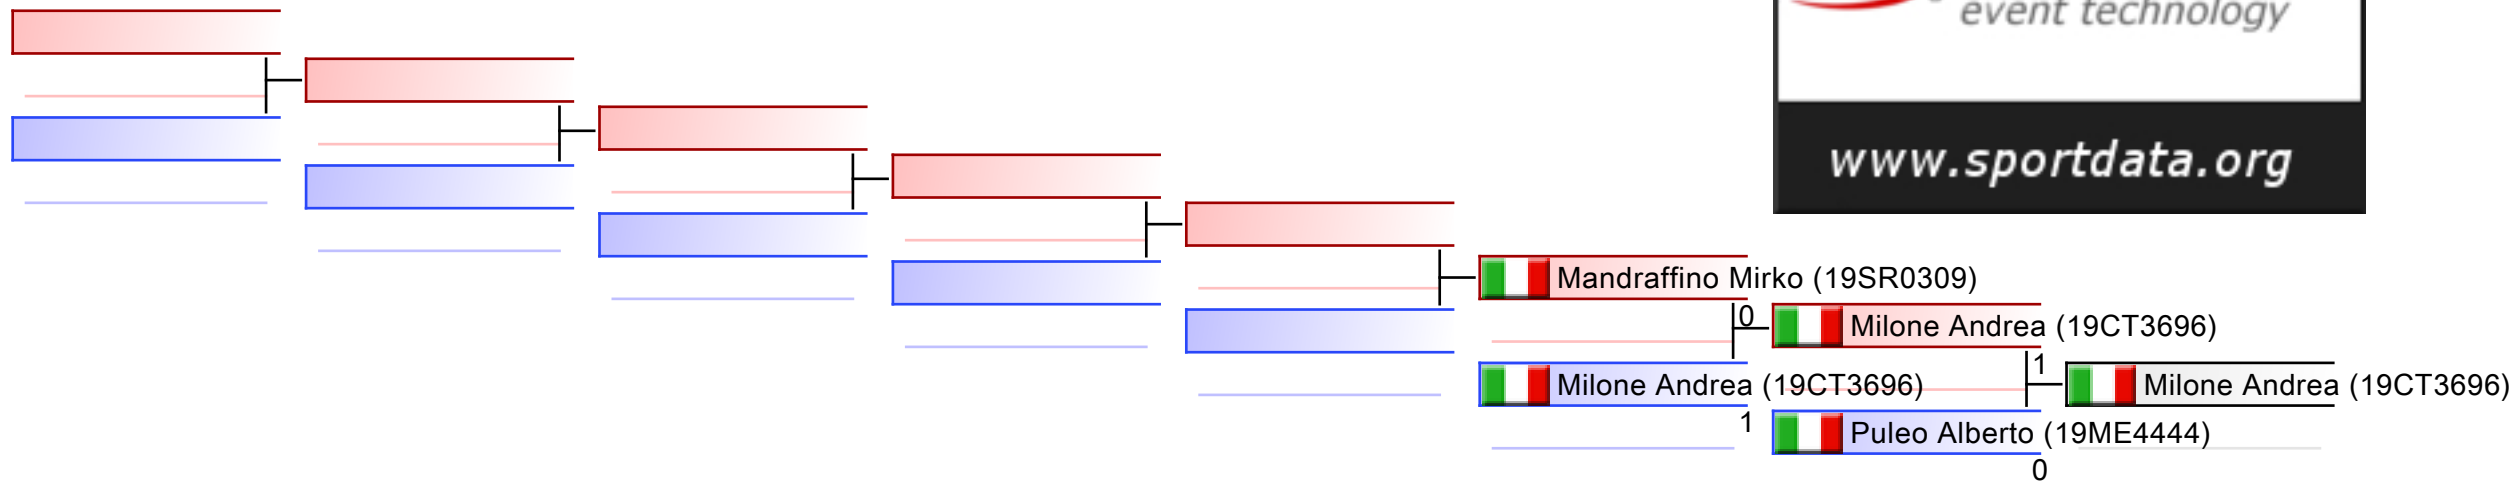 event technology
www.sportdata.org
Mandraffino Mirko (19SR0309)
0
Milone Andrea (19CT3696)
1
Milone Andrea (19CT3696)
Milone Andrea (19CT3696)
1
Puleo Alberto (19ME4444)
0